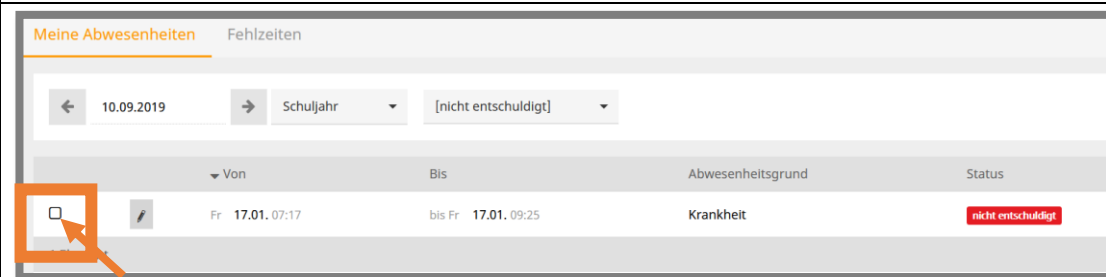 Meine Abwesenheiten Fehlzeiten
10.09.2019 Schuljahr [nicht entschuldigt]
Von Bis Abwesenheitsgrund Status
Fr 17.01. 07:17 bis Fr 17.01. 09:25 Krankheit nicht entschuldigt